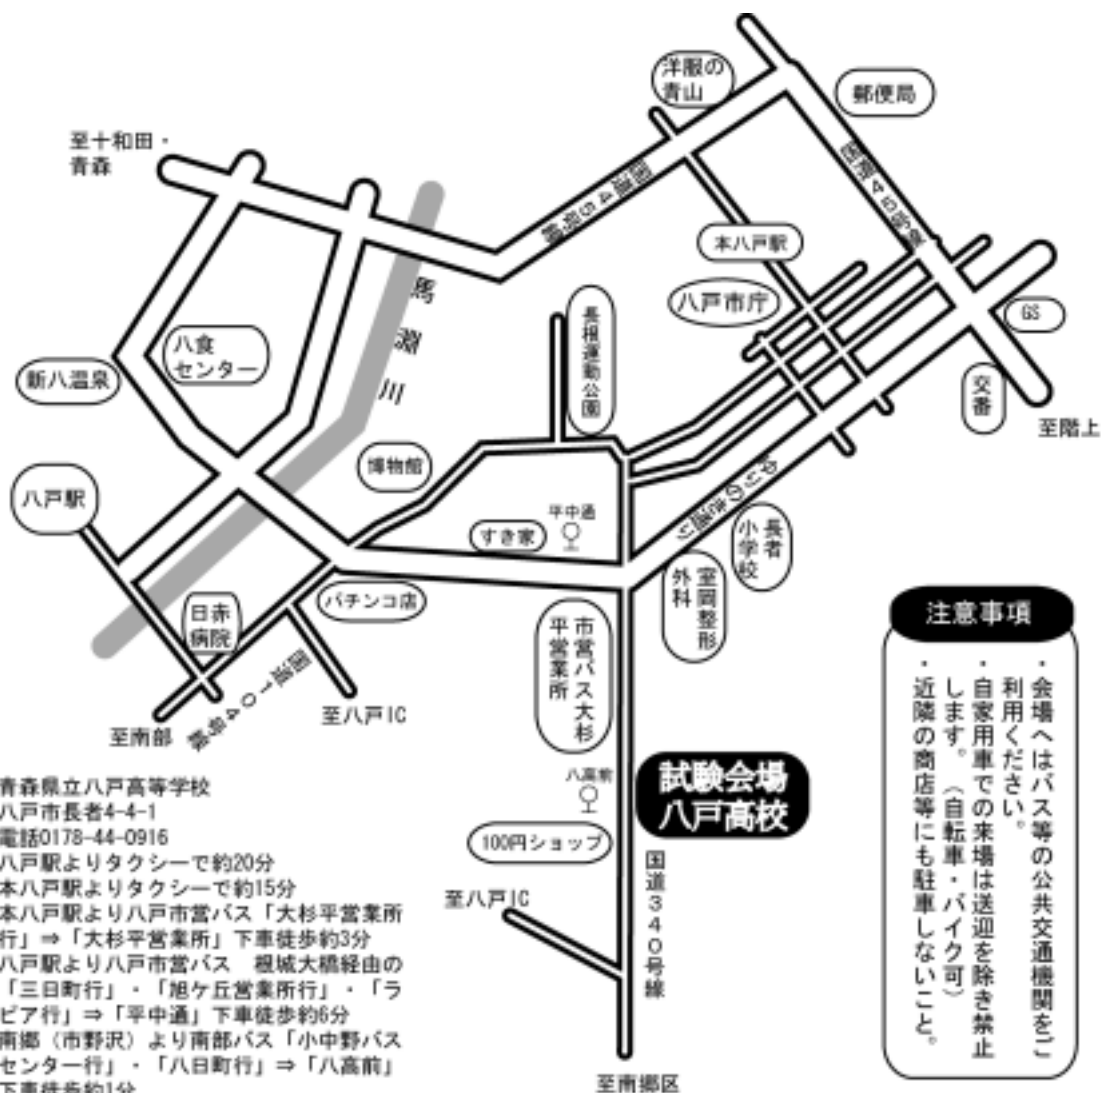 洋服の
青山
郵便局
至十和田・
青森
国道45号線
国道45号線
本八戸駅
八戸市庁
馬淵川
長根運動公園
GS
八食
センター
新八温泉
交番
至階上
博物館
八戸駅
平中通
すき家
ゆりのき通り
長者
小学校
室岡整形
外科
パチンコ店
日赤
病院
市営バス大杉
平営業所
国道104号線
至八戸IC
至南部
注意事項
・会場へはバス等の公共交通機関をご
利用ください。
・自家用車での来場は送迎を除き禁止
します。（自転車・バイク可）
・近隣の商店等にも駐車しないこと。
試験会場
八戸高校
八高前
100円ショップ
国道340号線
至八戸IC
至南郷区
青森県立八戸高等学校
八戸市長者4-4-1
電話0178-44-0916
八戸駅よりタクシーで約20分
本八戸駅よりタクシーで約15分
本八戸駅より八戸市営バス「大杉平営業所
行」⇒「大杉平営業所」下車徒歩約3分
八戸駅より八戸市営バス　根城大橋経由の
「三日町行」・「旭ケ丘営業所行」・「ラ
ピア行」⇒「平中通」下車徒歩約6分
南郷（市野沢）より南部バス「小中野バス
センター行」・「八日町行」⇒「八高前」
下車徒歩約1分